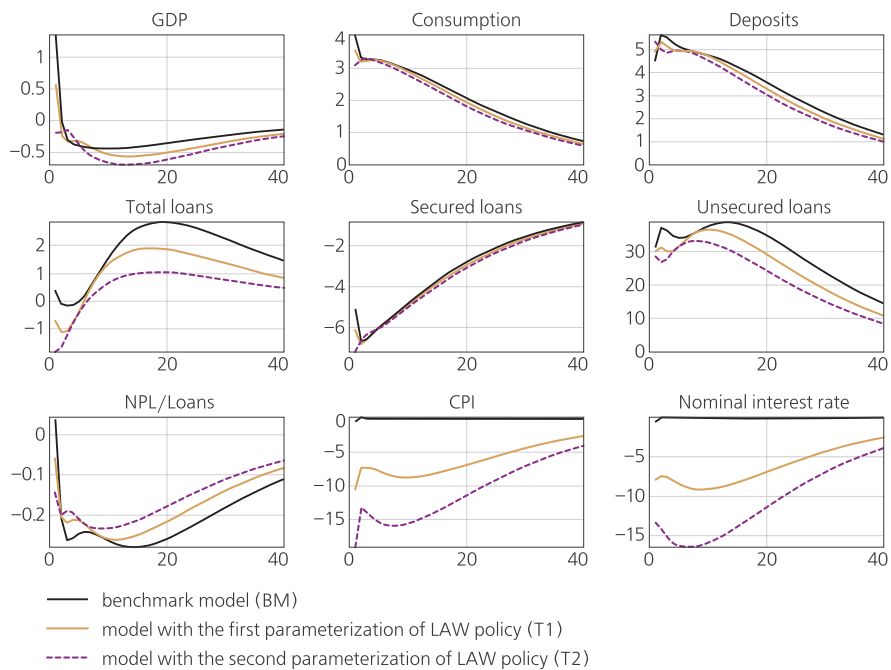 GDP Consumption Deposits
1
0.5
0
−0.5
0 20 40
4
3
2
1
0
0 20 40
5
4
3
2
1
0
0 20 40
Total loans Secured loans Unsecured loans
2
1
0
−1
0 20 40
−2
−4
−6
0 20 40
30
20
10
0
0 20 40
NPL/Loans CPI Nominal interest rate
0
−0.1
−0.2
0 20 40
0
−5
−10
−15
0 20 40
−5
−10
−15
0 20 40
benchmark model (BM)
model with the first parameterization of LAW policy (T1)
model with the second parameterization of LAW policy (T2)